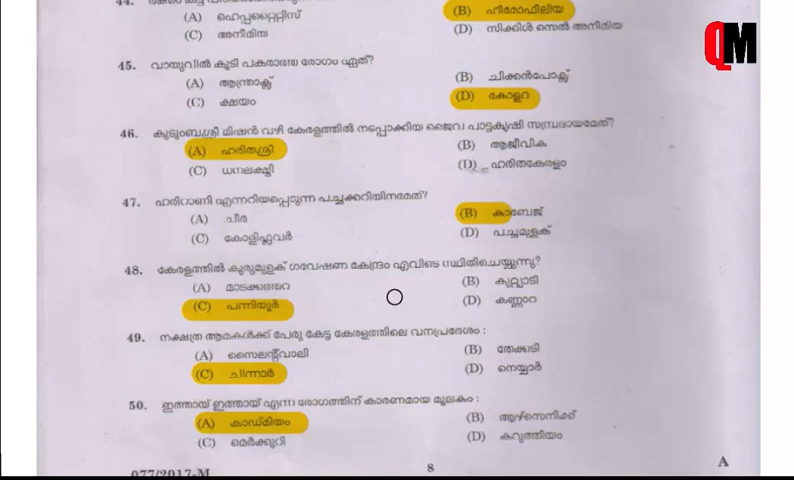 QM
(A) ഹെപ്പറ്റൈറ്റിസ് (B) ഹീമോഫീലിയ
(C) അനീമിയ (D) സിക്കിൾ സെൽ അനീമിയ
45. വായുവിൽ കൂടി പകരാത്ത രോഗം ഏത്?
(A) ആന്ത്രാക്സ് (B) ചിക്കൻപോക്സ്
(C) ക്ഷയം (D) കോളറ
46. കുടുംബശ്രീ മിഷൻ വഴി കേരളത്തിൽ നടപ്പാക്കിയ ജൈവ പാട്ടകൃഷി സമ്പ്രദായമേത്?
(A) ഹരിതശ്രീ (B) ആജീവിക
(C) ധനലക്ഷ്മി (D) ഹരിതകേരളം
47. ഹരിറാണി എന്നറിയപ്പെടുന്ന പച്ചക്കറിയിനമേത്?
(A) ചീര (B) കാബേജ്
(C) കോളിഫ്ലവർ (D) പച്ചമുളക്
48. കേരളത്തിൽ കുരുമുളക് ഗവേഷണ കേന്ദ്രം എവിടെ സ്ഥിതിചെയ്യുന്നു?
(A) മാടക്കത്തറ (B) കുറ്റ്യാടി
(C) പന്നിയൂർ (D) കണ്ണാറ
49. നക്ഷത്ര ആമകൾക്ക് പേരു കേട്ട കേരളത്തിലെ വനപ്രദേശം :
(A) സൈലന്റ്‌വാലി (B) തേക്കടി
(C) ചിന്നാർ (D) നെയ്യാർ
50. ഇത്തായ് ഇത്തായ് എന്ന രോഗത്തിന് കാരണമായ മൂലകം :
(A) കാഡ്മിയം (B) ആഴ്സെനിക്ക്
(C) മെർക്കുറി (D) കറുത്തീയം
077/2017-M 8 A